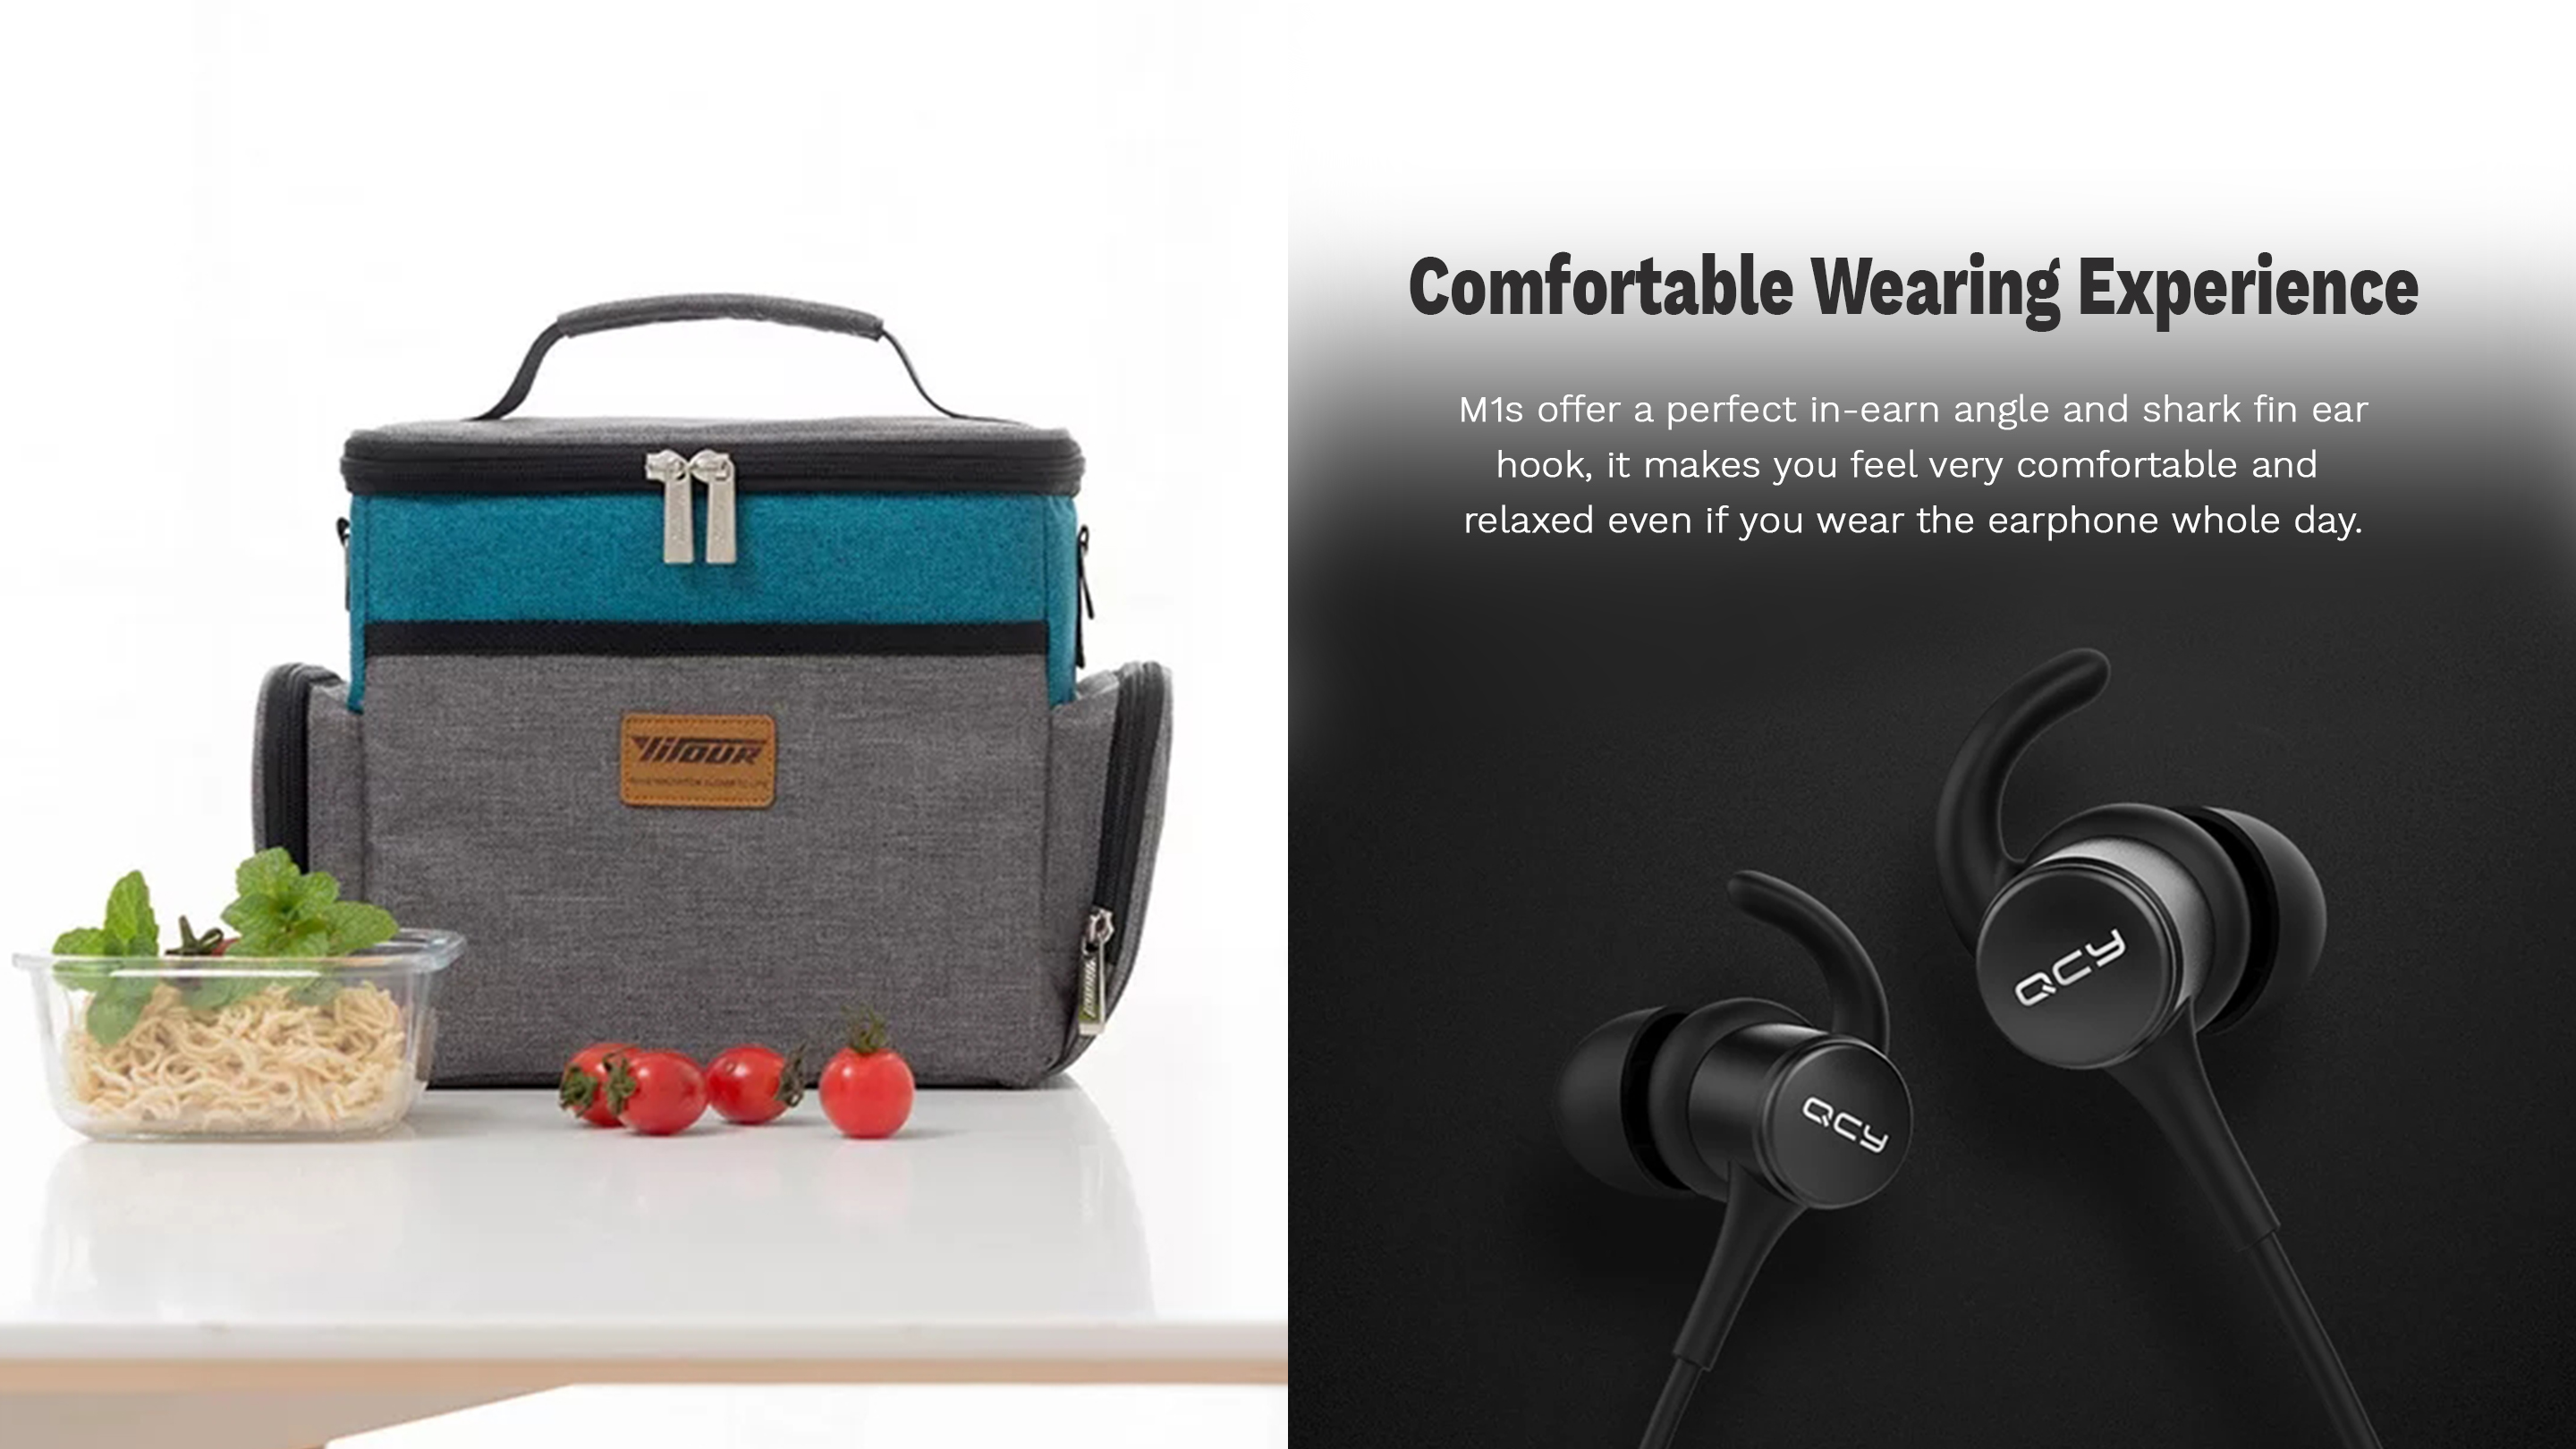 YITOUR
Comfortable Wearing Experience
M1s offer a perfect in-earn angle and shark fin ear
hook, it makes you feel very comfortable and
relaxed even if you wear the earphone whole day.
QCY
QCY